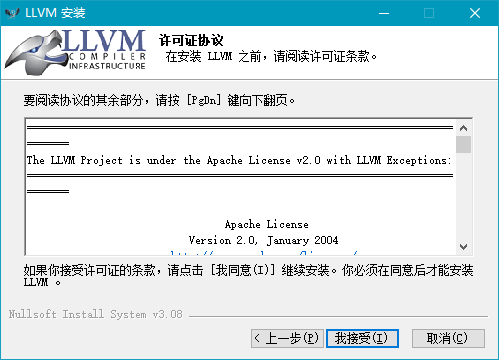 LLVM 安装
LLVM
COMPILER
INFRASTRUCTURE
许可证协议
在安装 LLVM 之前,请阅读许可证条款。
要阅读协议的其余部分,请按 [PgDn] 键向下翻页。
==============================================================================
The LLVM Project is under the Apache License v2.0 with LLVM Exceptions:
==============================================================================
Apache License
Version 2.0, January 2004
如果你接受许可证的条款,请点击 [我同意(I)] 继续安装。你必须在同意后才能安装
LLVM 。
Nullsoft Install System v3.08
< 上一步(P)
我接受(I)
取消(C)